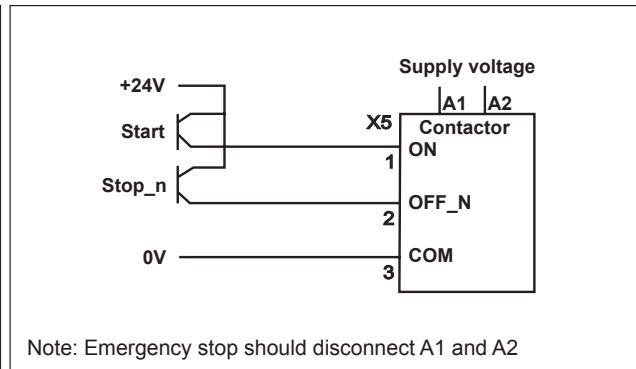 Supply voltage
+24V
A1 A2
X5 Contactor
Start
1 ON
Stop_n
2 OFF_N
0V
3 COM
Note: Emergency stop should disconnect A1 and A2